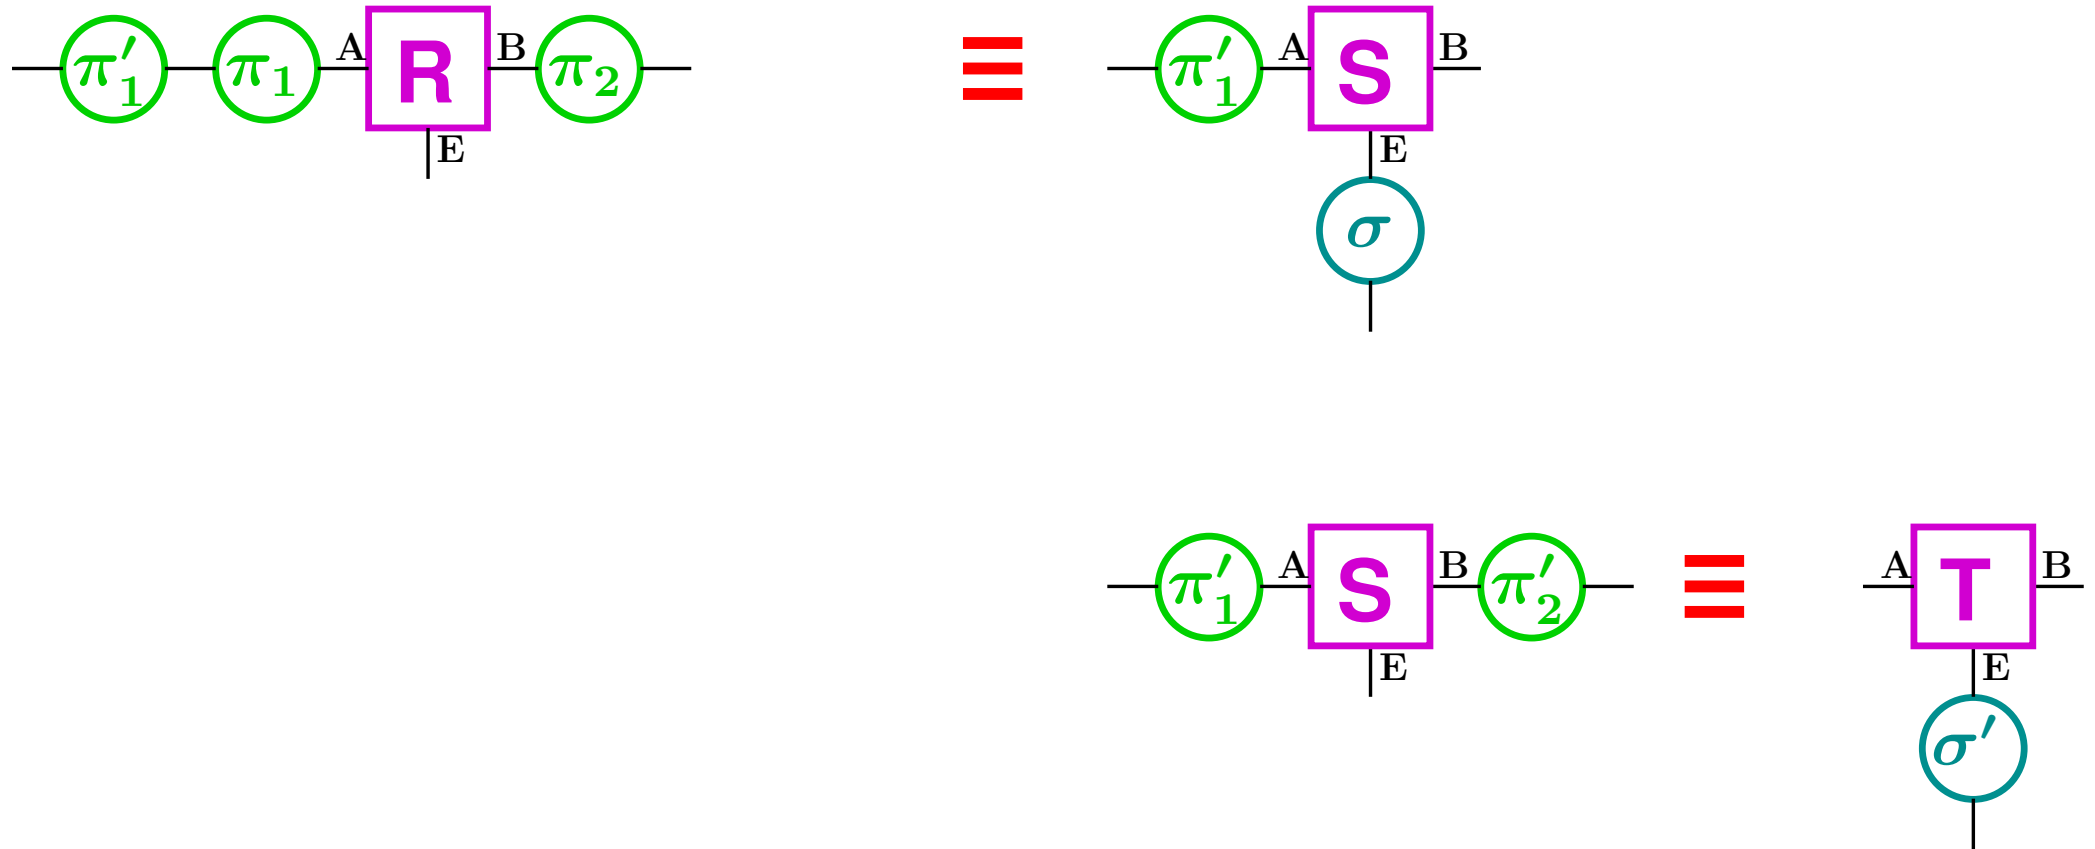 π′₁ π₁ A R B π₂ ≡ π′₁ A S B
E E
σ
π′₁ A S B π′₂ ≡ A T B
E E
σ′